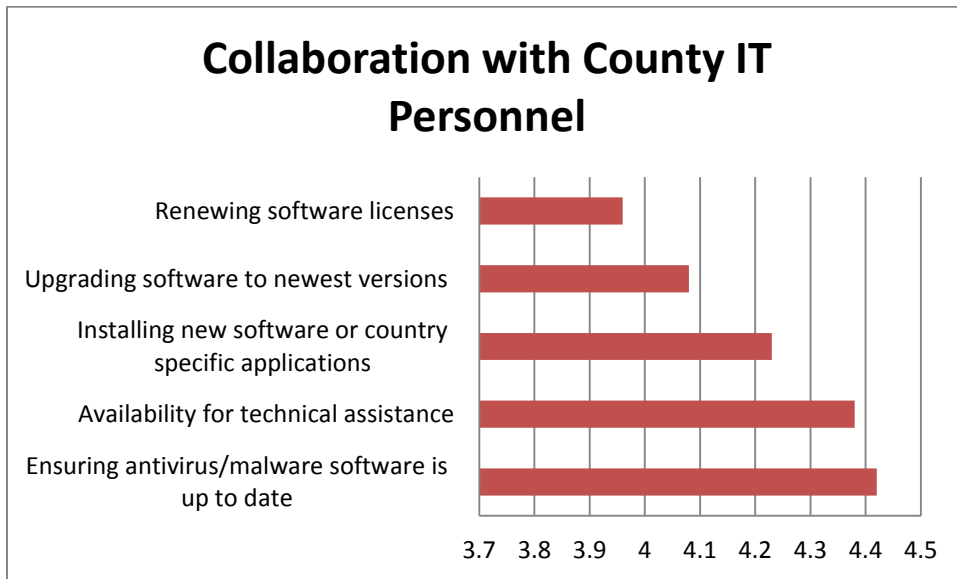 Collaboration with County IT
Personnel
Renewing software licenses
Upgrading software to newest versions
Installing new software or country
specific applications
Availability for technical assistance
Ensuring antivirus/malware software is
up to date
3.7 3.8 3.9 4 4.1 4.2 4.3 4.4 4.5